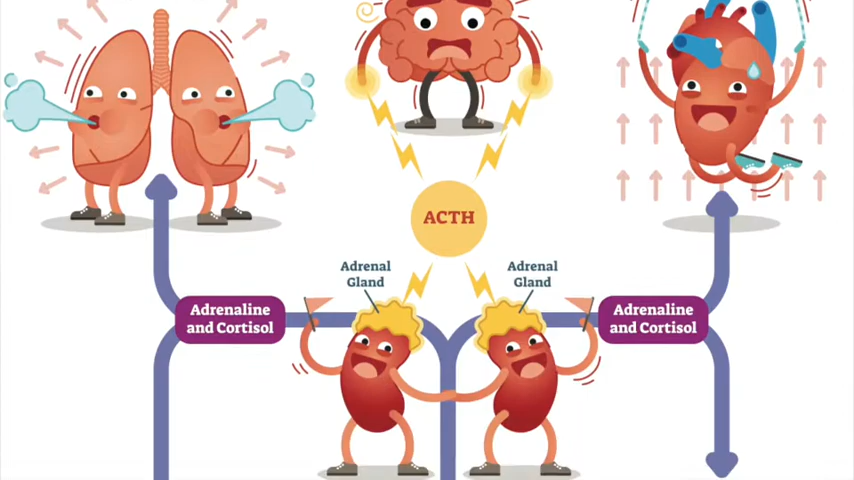 ACTH
Adrenal
Gland
Adrenal
Gland
Adrenaline
and Cortisol
Adrenaline
and Cortisol